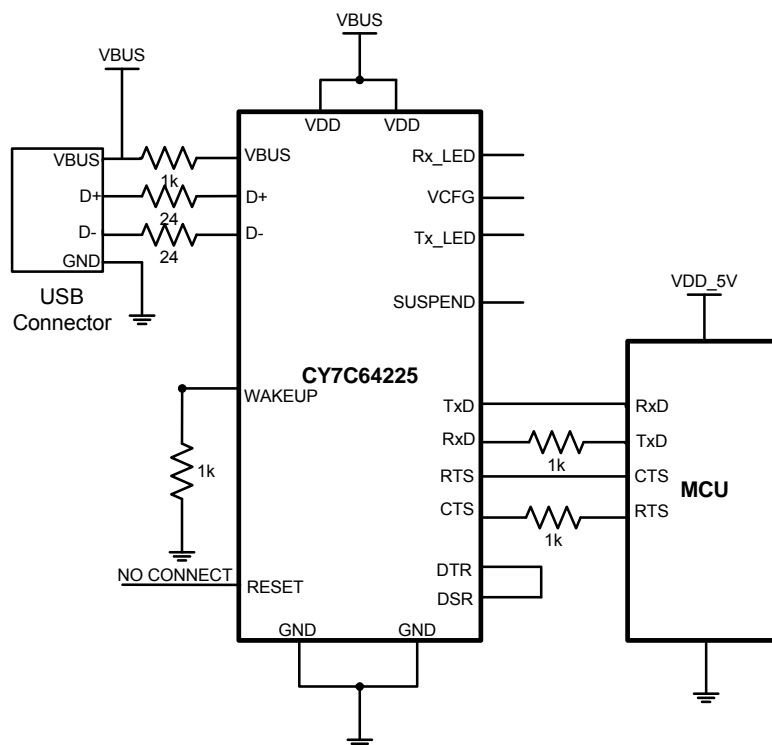 VBUS
VBUS
VDD VDD
VBUS
1k
VBUS
D+
24
D+
D-
24
D-
GND
USB
Connector
Rx_LED
VCFG
Tx_LED
SUSPEND
CY7C64225
WAKEUP
1k
NO CONNECT
RESET
GND GND
TxD
RxD
1k
RTS
CTS
1k
DTR
DSR
VDD_5V
RxD
TxD
CTS
RTS
MCU